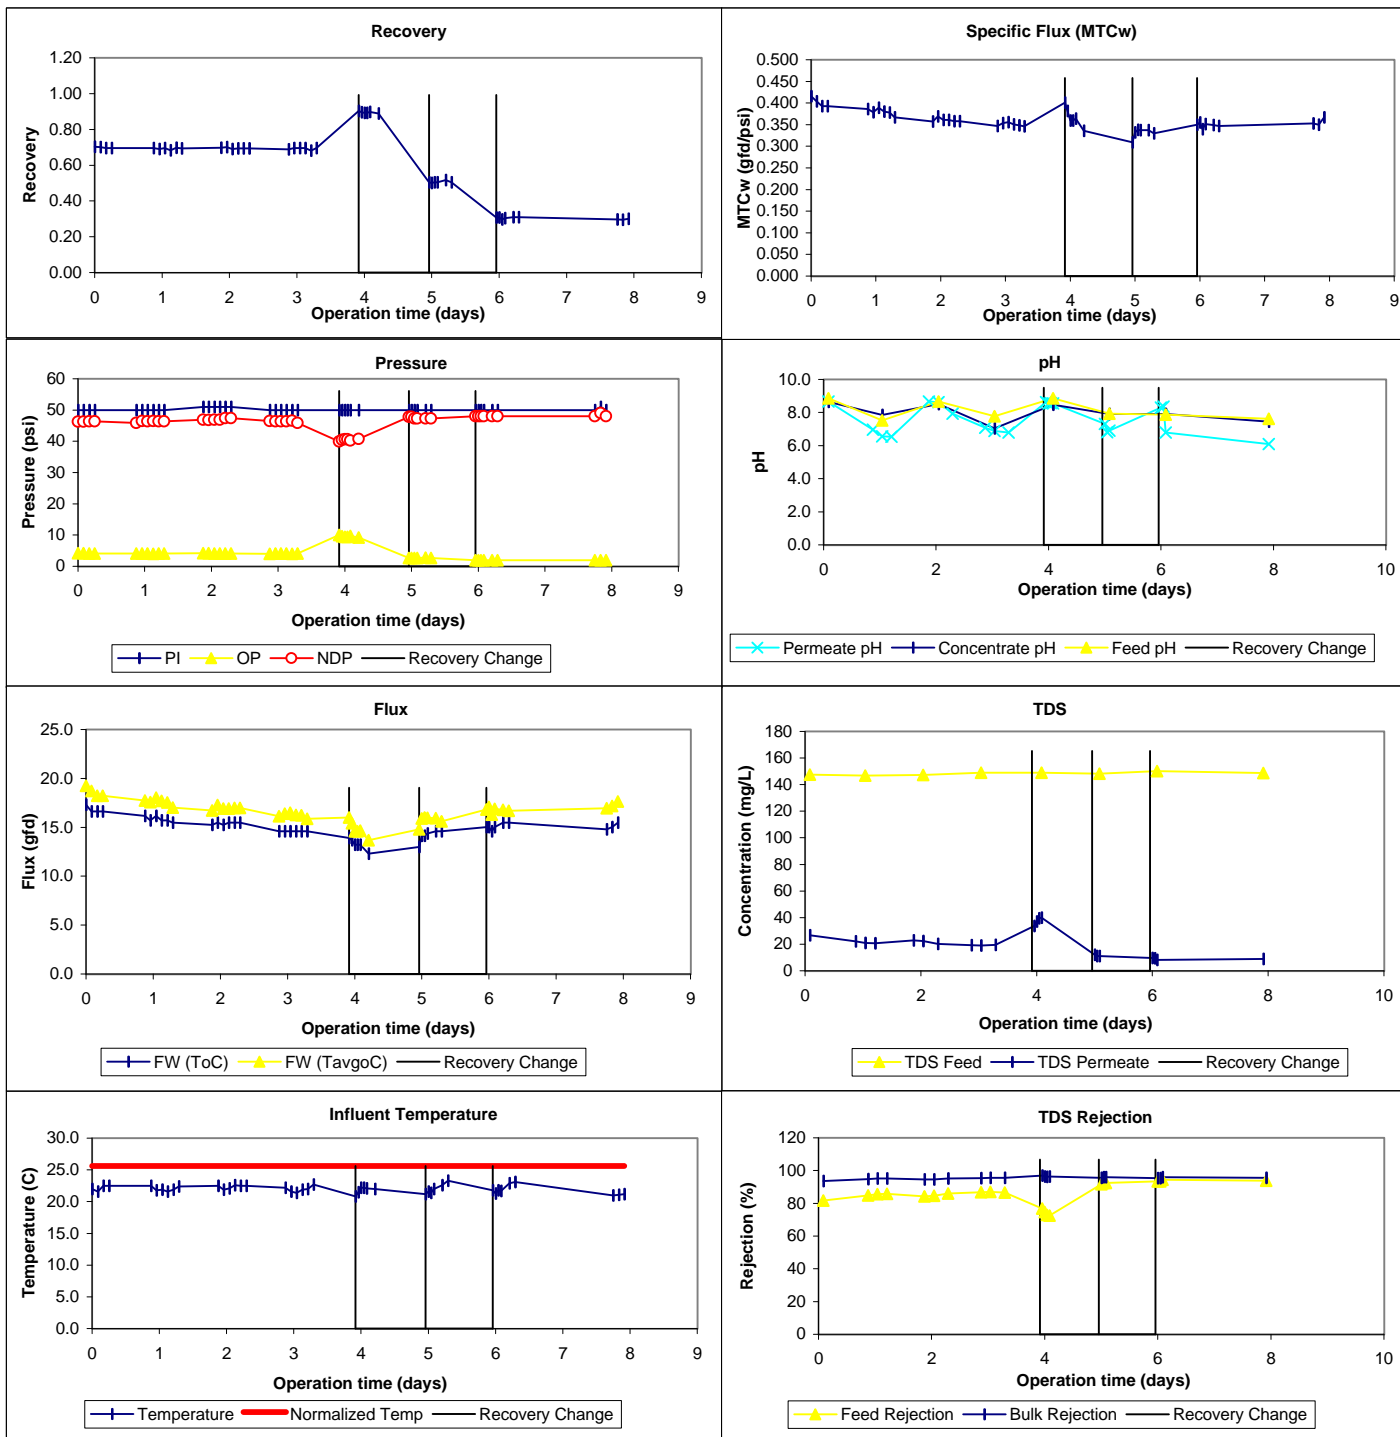 Recovery
1.20
1.00
0.80
0.60
0.40
0.20
0.00
Recovery
0 1 2 3 4 5 6 7 8 9
Operation time (days)
Specific Flux (MTCw)
0.500
0.450
0.400
0.350
0.300
0.250
0.200
0.150
0.100
0.050
0.000
MTCw (gfd/psi)
0 1 2 3 4 5 6 7 8 9
Operation time (days)
Pressure
60
50
40
30
20
10
0
Pressure (psi)
0 1 2 3 4 5 6 7 8 9
Operation time (days)
PI OP NDP Recovery Change
pH
10.0
8.0
6.0
4.0
2.0
0.0
pH
0 2 4 6 8 10
Operation time (days)
Permeate pH Concentrate pH Feed pH Recovery Change
Flux
25.0
20.0
15.0
10.0
5.0
0.0
Flux (gfd)
0 1 2 3 4 5 6 7 8 9
Operation time (days)
FW (ToC) FW (TavgoC) Recovery Change
TDS
180
160
140
120
100
80
60
40
20
0
Concentration (mg/L)
0 2 4 6 8 10
Operation time (days)
TDS Feed TDS Permeate Recovery Change
Influent Temperature
30.0
25.0
20.0
15.0
10.0
5.0
0.0
Temperature (C)
0 1 2 3 4 5 6 7 8 9
Operation time (days)
Temperature Normalized Temp Recovery Change
TDS Rejection
120
100
80
60
40
20
0
Rejection (%)
0 2 4 6 8 10
Operation time (days)
Feed Rejection Bulk Rejection Recovery Change